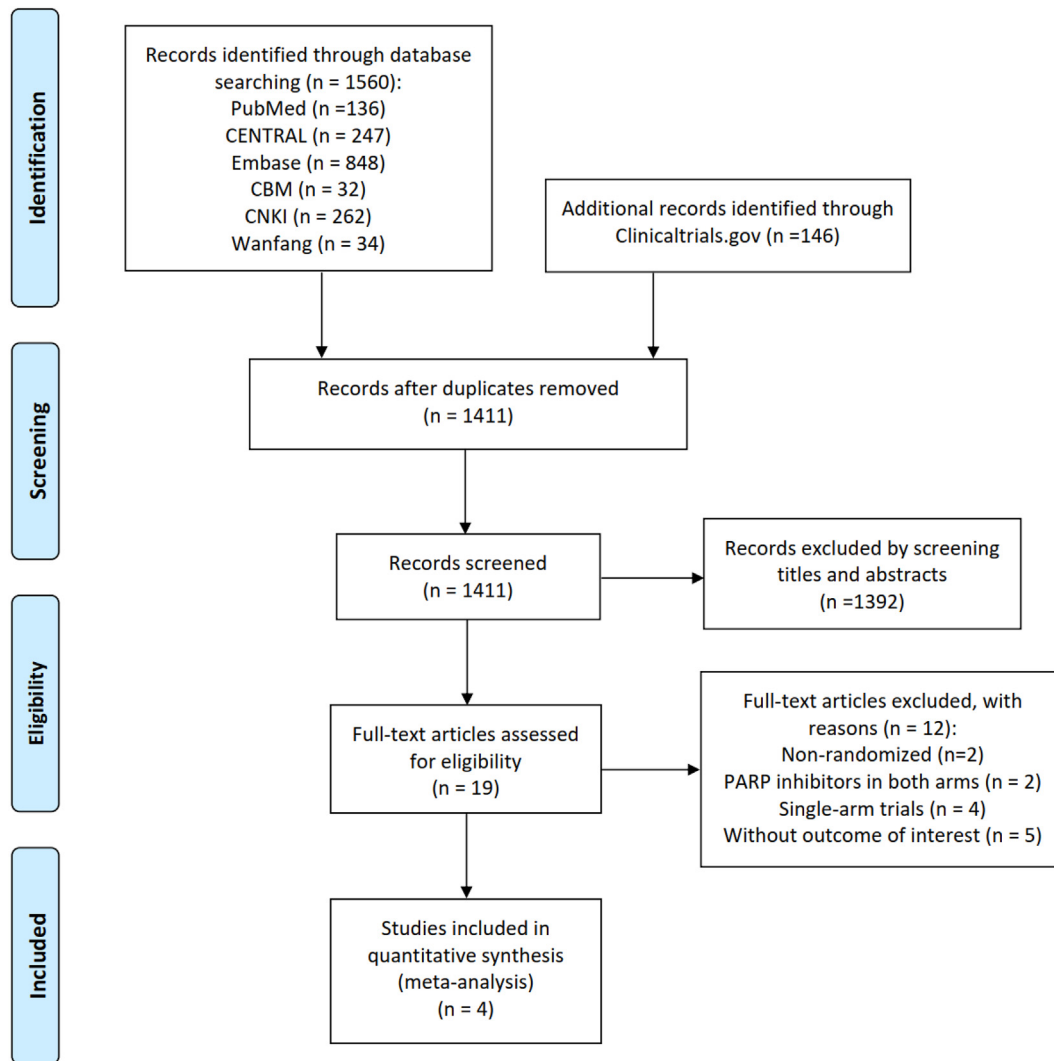 Identification
Records identified through database
searching (n = 1560):
PubMed (n =136)
CENTRAL (n = 247)
Embase (n = 848)
CBM (n = 32)
CNKI (n = 262)
Wanfang (n = 34)
Additional records identified through
Clinicaltrials.gov (n =146)
Screening
Records after duplicates removed
(n = 1411)
Records screened
(n = 1411)
Records excluded by screening
titles and abstracts
(n =1392)
Eligibility
Full-text articles assessed
for eligibility
(n = 19)
Full-text articles excluded, with
reasons (n = 12):
Non-randomized (n=2)
PARP inhibitors in both arms (n = 2)
Single-arm trials (n = 4)
Without outcome of interest (n = 5)
Included
Studies included in
quantitative synthesis
(meta-analysis)
(n = 4)